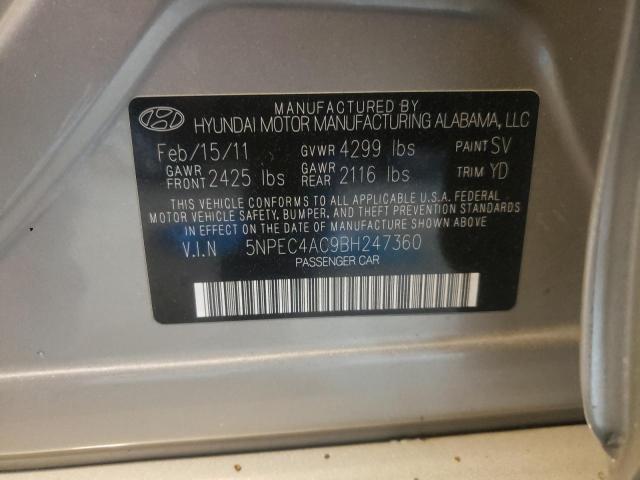 MANUFACTURED BY
HYUNDAI MOTOR MANUFACTURING ALABAMA, LLC
Feb/15/11 GVWR 4299 lbs PAINT SV
GAWR FRONT 2425 lbs GAWR REAR 2116 lbs TRIM YD
THIS VEHICLE CONFORMS TO ALL APPLICABLE U.S.A. FEDERAL
MOTOR VEHICLE SAFETY, BUMPER, AND THEFT PREVENTION
STANDARDS IN EFFECT ON THE DATE OF MANUFACTURE SHOWN ABOVE
V.I.N 5NPEC4AC9BH247360
PASSENGER CAR